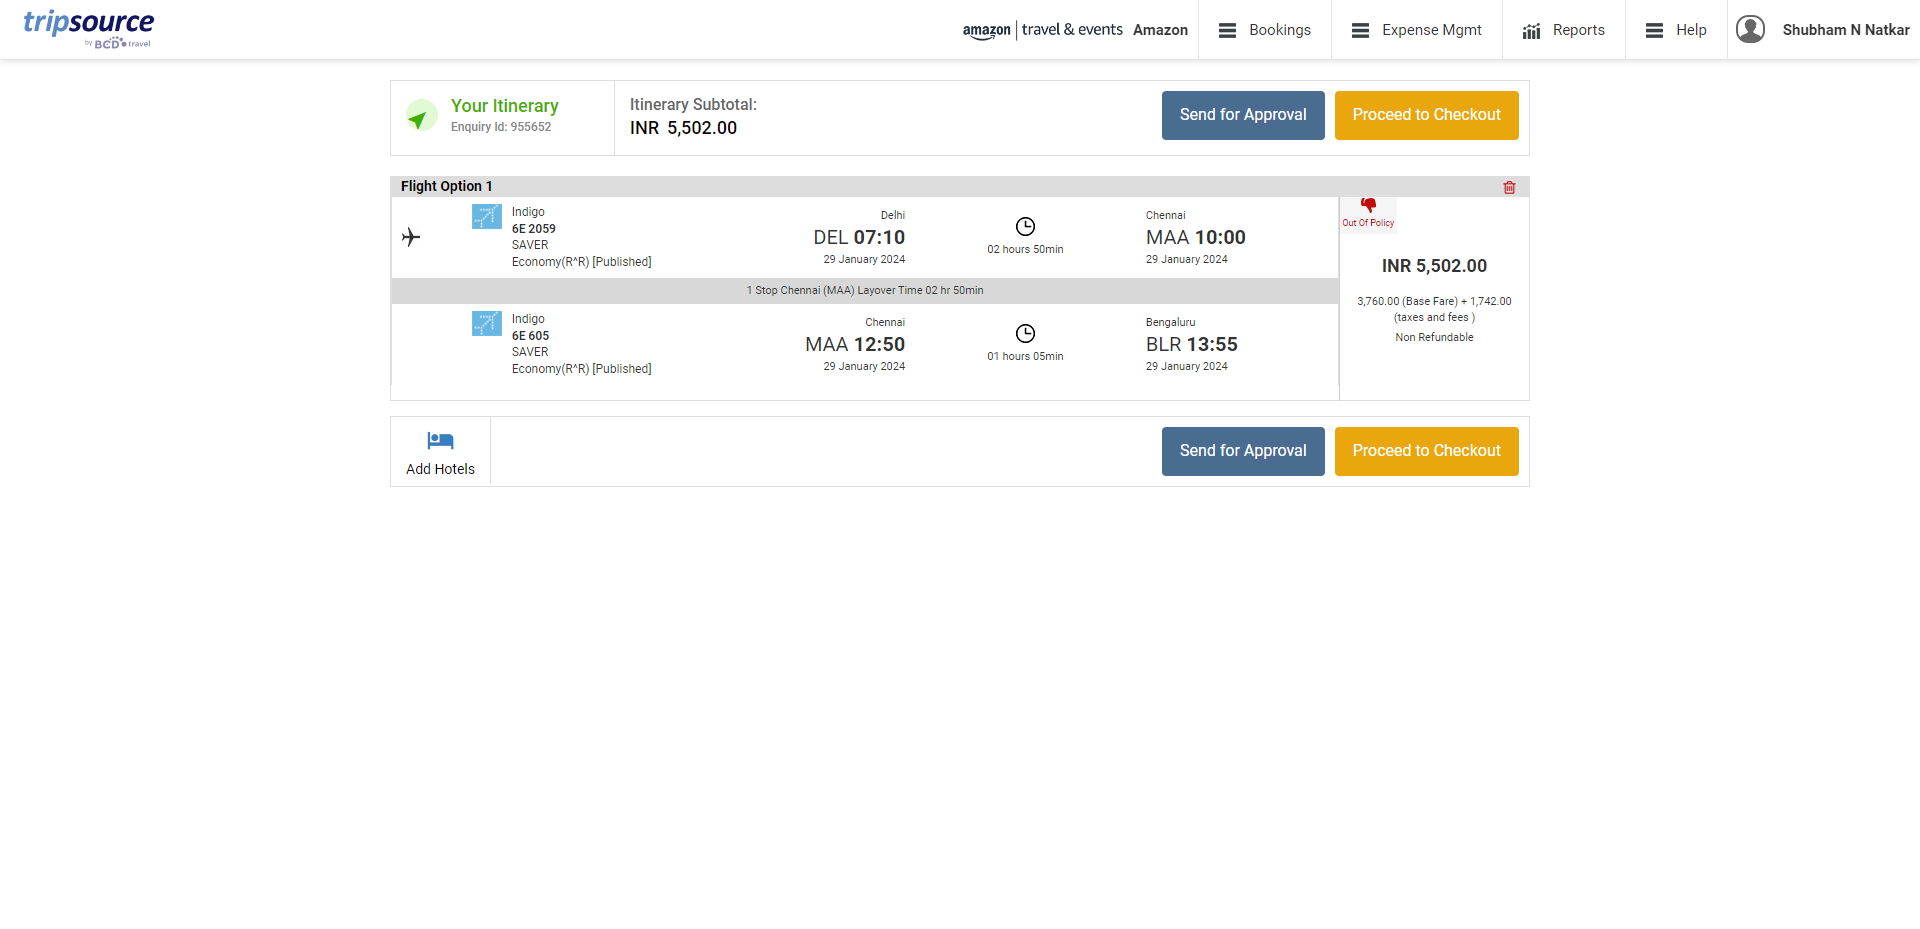 tripsource
by BCD travel
amazon | travel & events Amazon
Bookings
Expense Mgmt
Reports
Help
Shubham N Natkar
Your Itinerary
Enquiry Id: 955652
Itinerary Subtotal:
INR 5,502.00
Send for Approval
Proceed to Checkout
Flight Option 1
Indigo
6E 2059
SAVER
Economy(R^R) [Published]
Delhi
DEL 07:10
29 January 2024
02 hours 50min
Chennai
MAA 10:00
29 January 2024
1 Stop Chennai (MAA) Layover Time 02 hr 50min
Indigo
6E 605
SAVER
Economy(R^R) [Published]
Chennai
MAA 12:50
29 January 2024
01 hours 05min
Bengaluru
BLR 13:55
29 January 2024
Out Of Policy
INR 5,502.00
3,760.00 (Base Fare) + 1,742.00
(taxes and fees )
Non Refundable
Add Hotels
Send for Approval
Proceed to Checkout